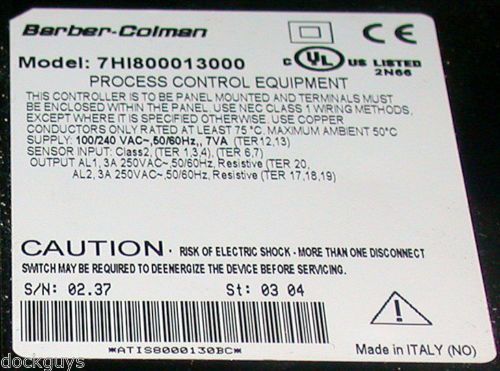 Barber-Colman
Model: 7HI800013000
C UL US LISTED
2N66
CE
PROCESS CONTROL EQUIPMENT
THIS CONTROLLER IS TO BE PANEL MOUNTED AND TERMINALS MUST
BE ENCLOSED WITHIN THE PANEL. USE NEC CLASS 1 WIRING METHODS,
EXCEPT WHERE IT IS SPECIFIED OTHERWISE. USE COPPER
CONDUCTORS ONLY RATED AT LEAST 75°C, MAXIMUM AMBIENT 50°C
SUPPLY: 100/240 VAC~,50/60Hz,, 7VA (TER12,13)
SENSOR INPUT: Class2, (TER 1,3,4), (TER 6,7)
OUTPUT AL1, 3A 250VAC~,50/60Hz, Resistive (TER 20,
AL2, 3A 250VAC~,50/60Hz, Resistive (TER 17,18,19)
CAUTION - RISK OF ELECTRIC SHOCK - MORE THAN ONE DISCONNECT
SWITCH MAY BE REQUIRED TO DEENERGIZE THE DEVICE BEFORE SERVICING.
S/N: 02.37 St: 03 04
*ATIS8000130BC*
Made in ITALY (NO)
dockguys